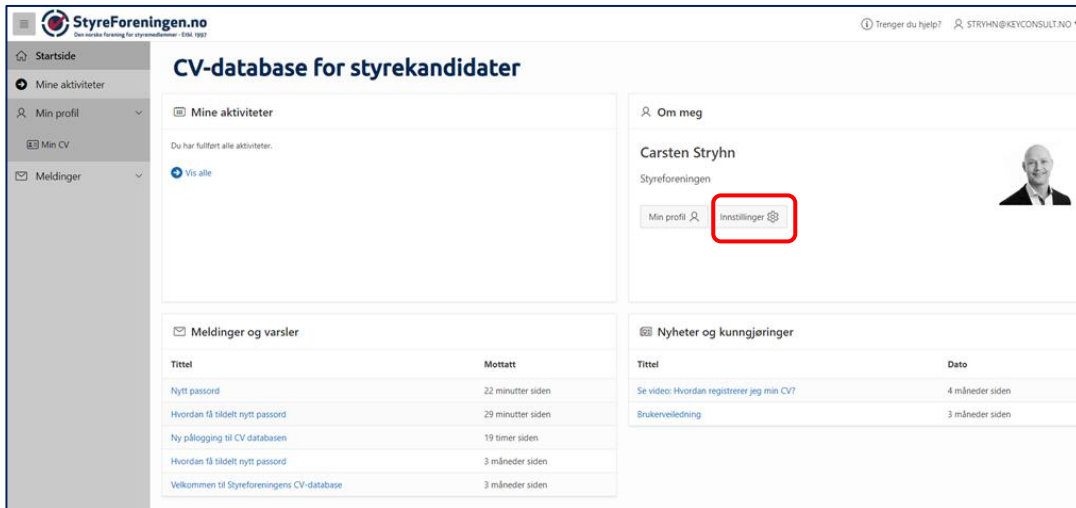 StyreForeningen.no
Den norske forening for styremedlemmer - Etbl. 1997
Trenger du hjelp?
STRYHN@KEYCONSULT.NO
Startside
Mine aktiviteter
Min profil
Min CV
Meldinger
CV-database for styrekandidater
Mine aktiviteter
Du har fullført alle aktiviteter.
Vis alle
Om meg
Carsten Stryhn
Styreforeningen
Min profil
Innstillinger
Meldinger og varsler
Tittel Mottatt
Nytt passord 22 minutter siden
Hvordan få tildelt nytt passord 29 minutter siden
Ny pålogging til CV databasen 19 timer siden
Hvordan få tildelt nytt passord 3 måneder siden
Velkommen til Styreforeningens CV-database 3 måneder siden
Nyheter og kunngjøringer
Tittel Dato
Se video: Hvordan registrerer jeg min CV? 4 måneder siden
Brukerveiledning 3 måneder siden